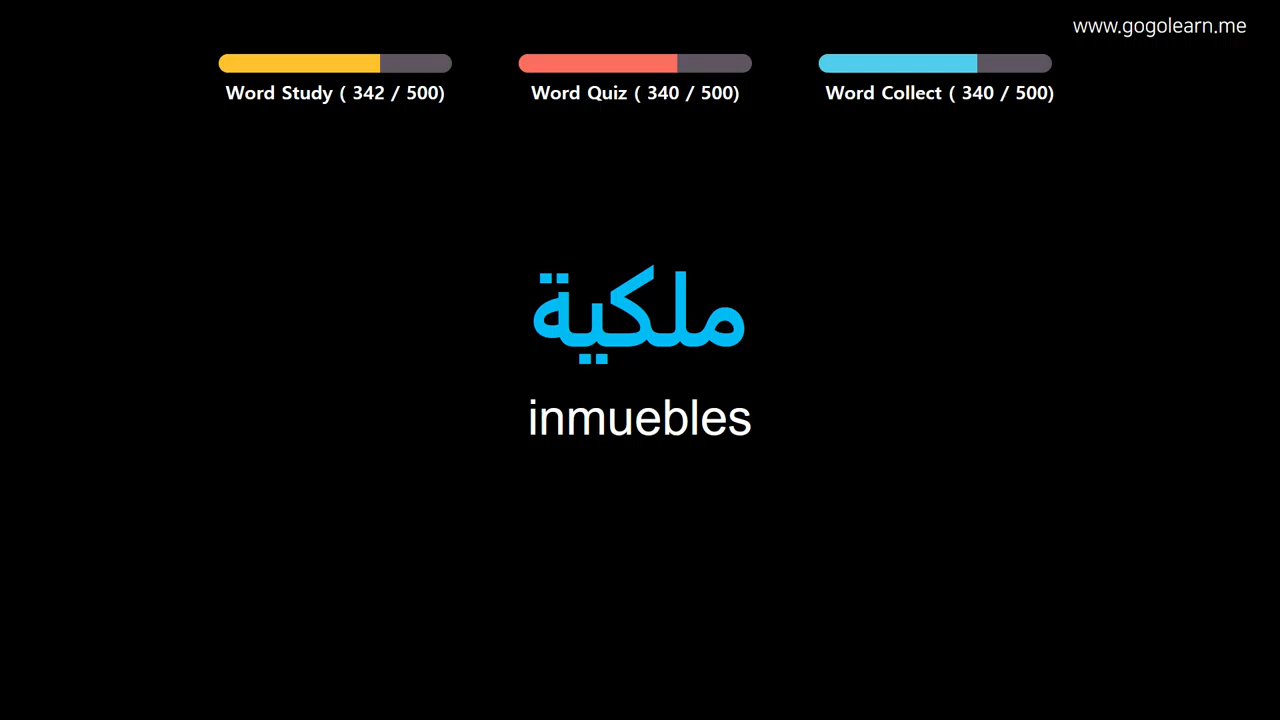 www.gogolearn.me
Word Study ( 342 / 500)
Word Quiz ( 340 / 500)
Word Collect ( 340 / 500)
ملكية
inmuebles